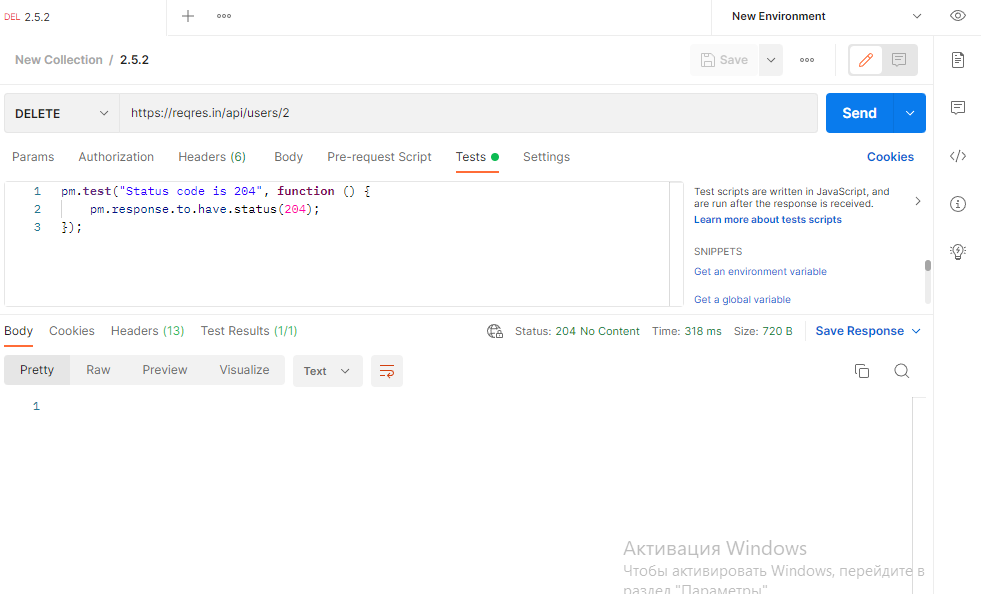 DEL 2.5.2
New Environment
New Collection / 2.5.2
Save
DELETE
https://reqres.in/api/users/2
Send
Params Authorization Headers (6) Body Pre-request Script Tests Settings Cookies
1 pm.test("Status code is 204", function () {
2 pm.response.to.have.status(204);
3 });
Test scripts are written in JavaScript, and
are run after the response is received.
Learn more about tests scripts
SNIPPETS
Get an environment variable
Get a global variable
Body Cookies Headers (13) Test Results (1/1)
Status: 204 No Content Time: 318 ms Size: 720 B Save Response
Pretty Raw Preview Visualize Text
1
Активация Windows
Чтобы активировать Windows, перейдите в
раздел "Параметры".